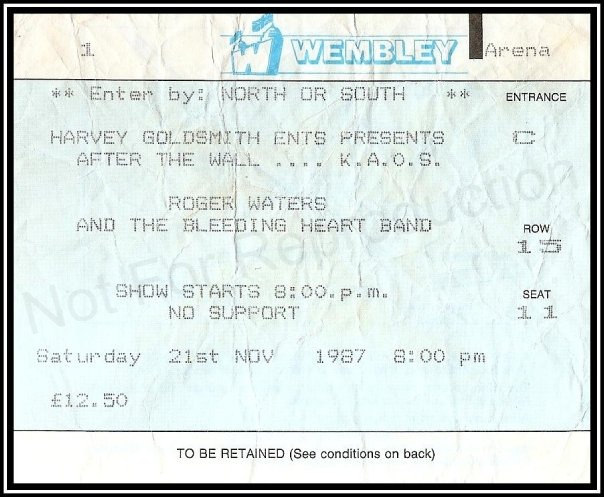 1
WEMBLEY Arena
** Enter by: NORTH OR SOUTH **
ENTRANCE
C
HARVEY GOLDSMITH ENTS PRESENTS
AFTER THE WALL .... K.A.O.S.
ROGER WATERS
AND THE BLEEDING HEART BAND
ROW
15
SHOW STARTS 8:00.p.m.
NO SUPPORT
SEAT
11
Saturday 21st NOV 1987 8:00 pm
£12.50
TO BE RETAINED (See conditions on back)
Not For Reproduction